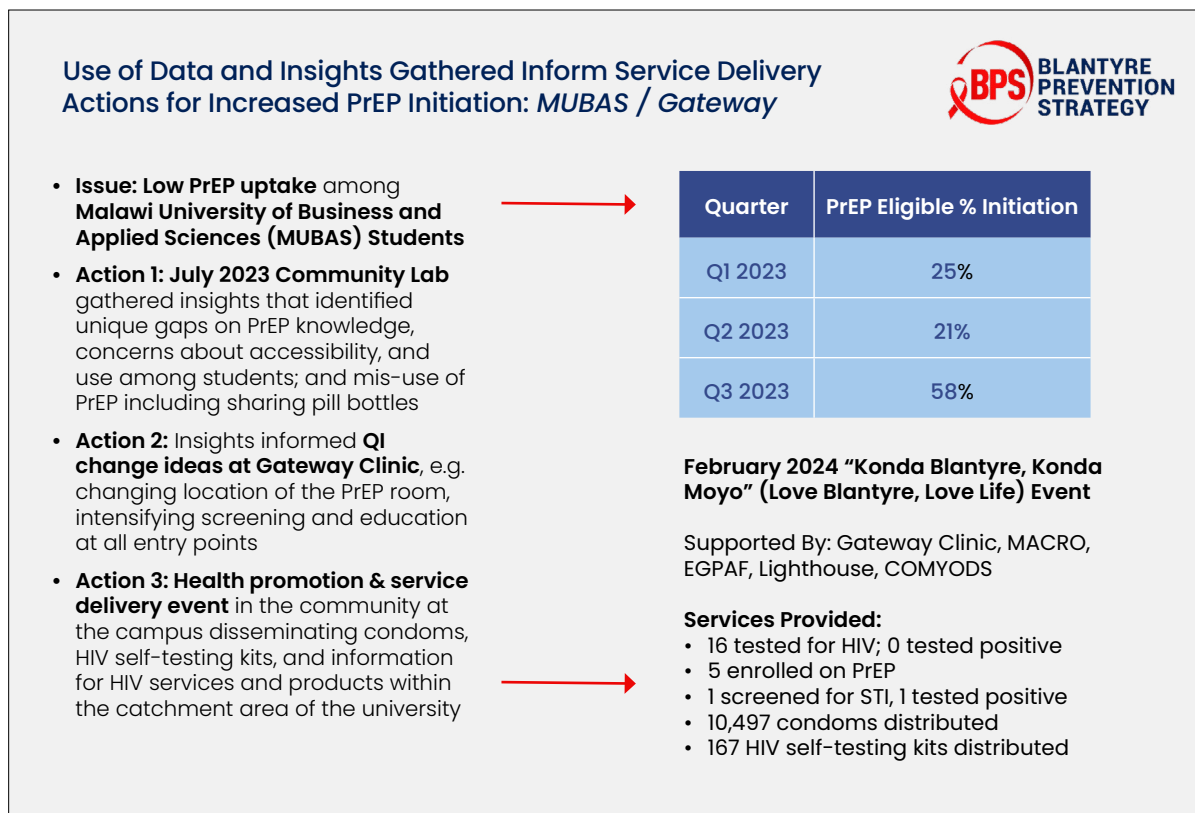 Use of Data and Insights Gathered Inform Service Delivery
Actions for Increased PrEP Initiation: MUBAS / Gateway
BPS BLANTYRE
PREVENTION
STRATEGY
• Issue: Low PrEP uptake among
Malawi University of Business and
Applied Sciences (MUBAS) Students
• Action 1: July 2023 Community Lab
gathered insights that identified
unique gaps on PrEP knowledge,
concerns about accessibility, and
use among students; and mis-use of
PrEP including sharing pill bottles
• Action 2: Insights informed QI
change ideas at Gateway Clinic, e.g.
changing location of the PrEP room,
intensifying screening and education
at all entry points
• Action 3: Health promotion & service
delivery event in the community at
the campus disseminating condoms,
HIV self-testing kits, and information
for HIV services and products within
the catchment area of the university
Quarter PrEP Eligible % Initiation
Q1 2023 25%
Q2 2023 21%
Q3 2023 58%
February 2024 “Konda Blantyre, Konda
Moyo” (Love Blantyre, Love Life) Event
Supported By: Gateway Clinic, MACRO,
EGPAF, Lighthouse, COMYODS
Services Provided:
• 16 tested for HIV; 0 tested positive
• 5 enrolled on PrEP
• 1 screened for STI, 1 tested positive
• 10,497 condoms distributed
• 167 HIV self-testing kits distributed